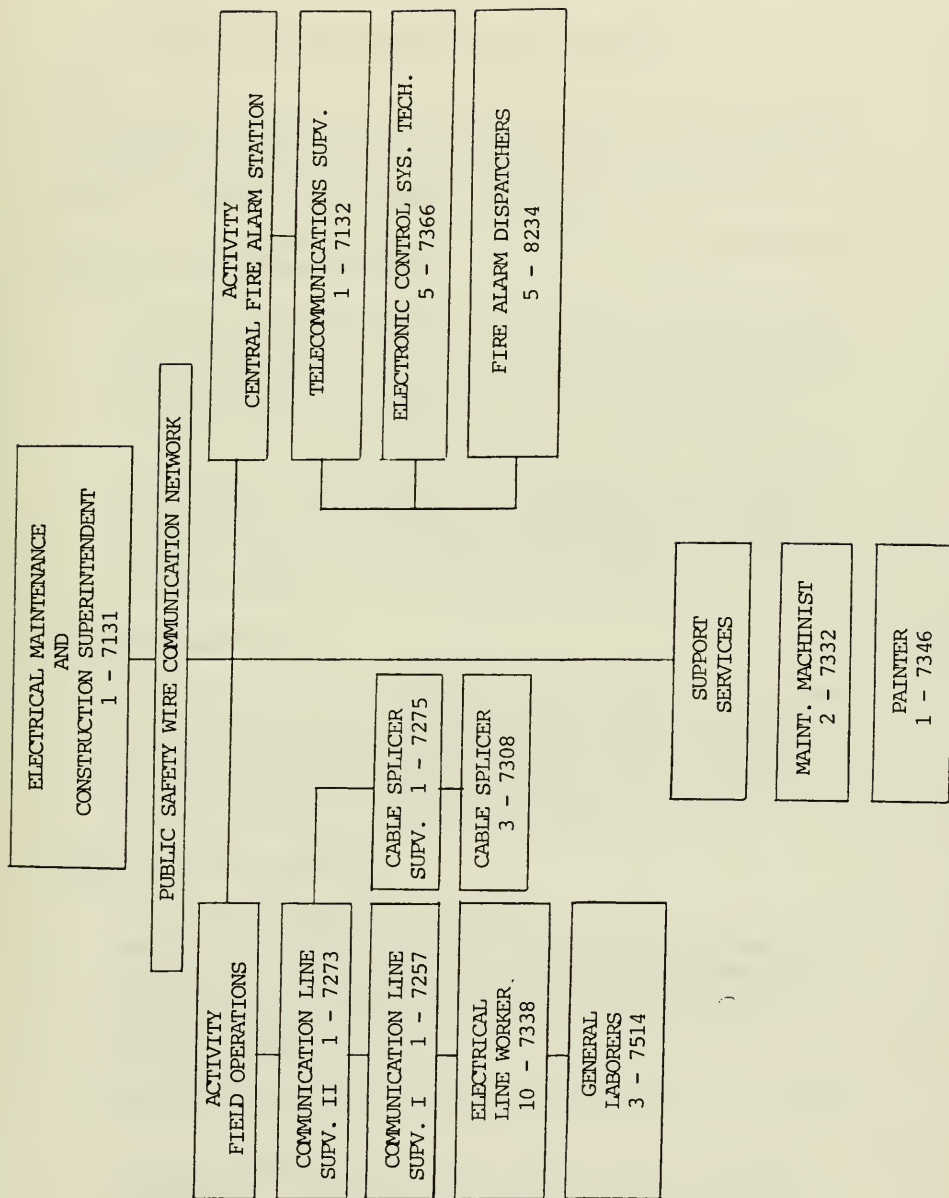 ELECTRICAL MAINTENANCE
AND
CONSTRUCTION SUPERINTENDENT
1 - 7131
PUBLIC SAFETY WIRE COMMUNICATION NETWORK
ACTIVITY
FIELD OPERATIONS
COMMUNICATION LINE
SUPV. II 1 - 7273
COMMUNICATION LINE
SUPV. I 1 - 7257
ELECTRICAL
LINE WORKER.
10 - 7338
GENERAL
LABORERS
3 - 7514
CABLE SPLICER
SUPV. 1 - 7275
CABLE SPLICER
3 - 7308
ACTIVITY
CENTRAL FIRE ALARM STATION
TELECOMMUNICATIONS SUPV.
1 - 7132
ELECTRONIC CONTROL SYS. TECH.
5 - 7366
FIRE ALARM DISPATCHERS
5 - 8234
SUPPORT
SERVICES
MAINT. MACHINIST
2 - 7332
PAINTER
1 - 7346